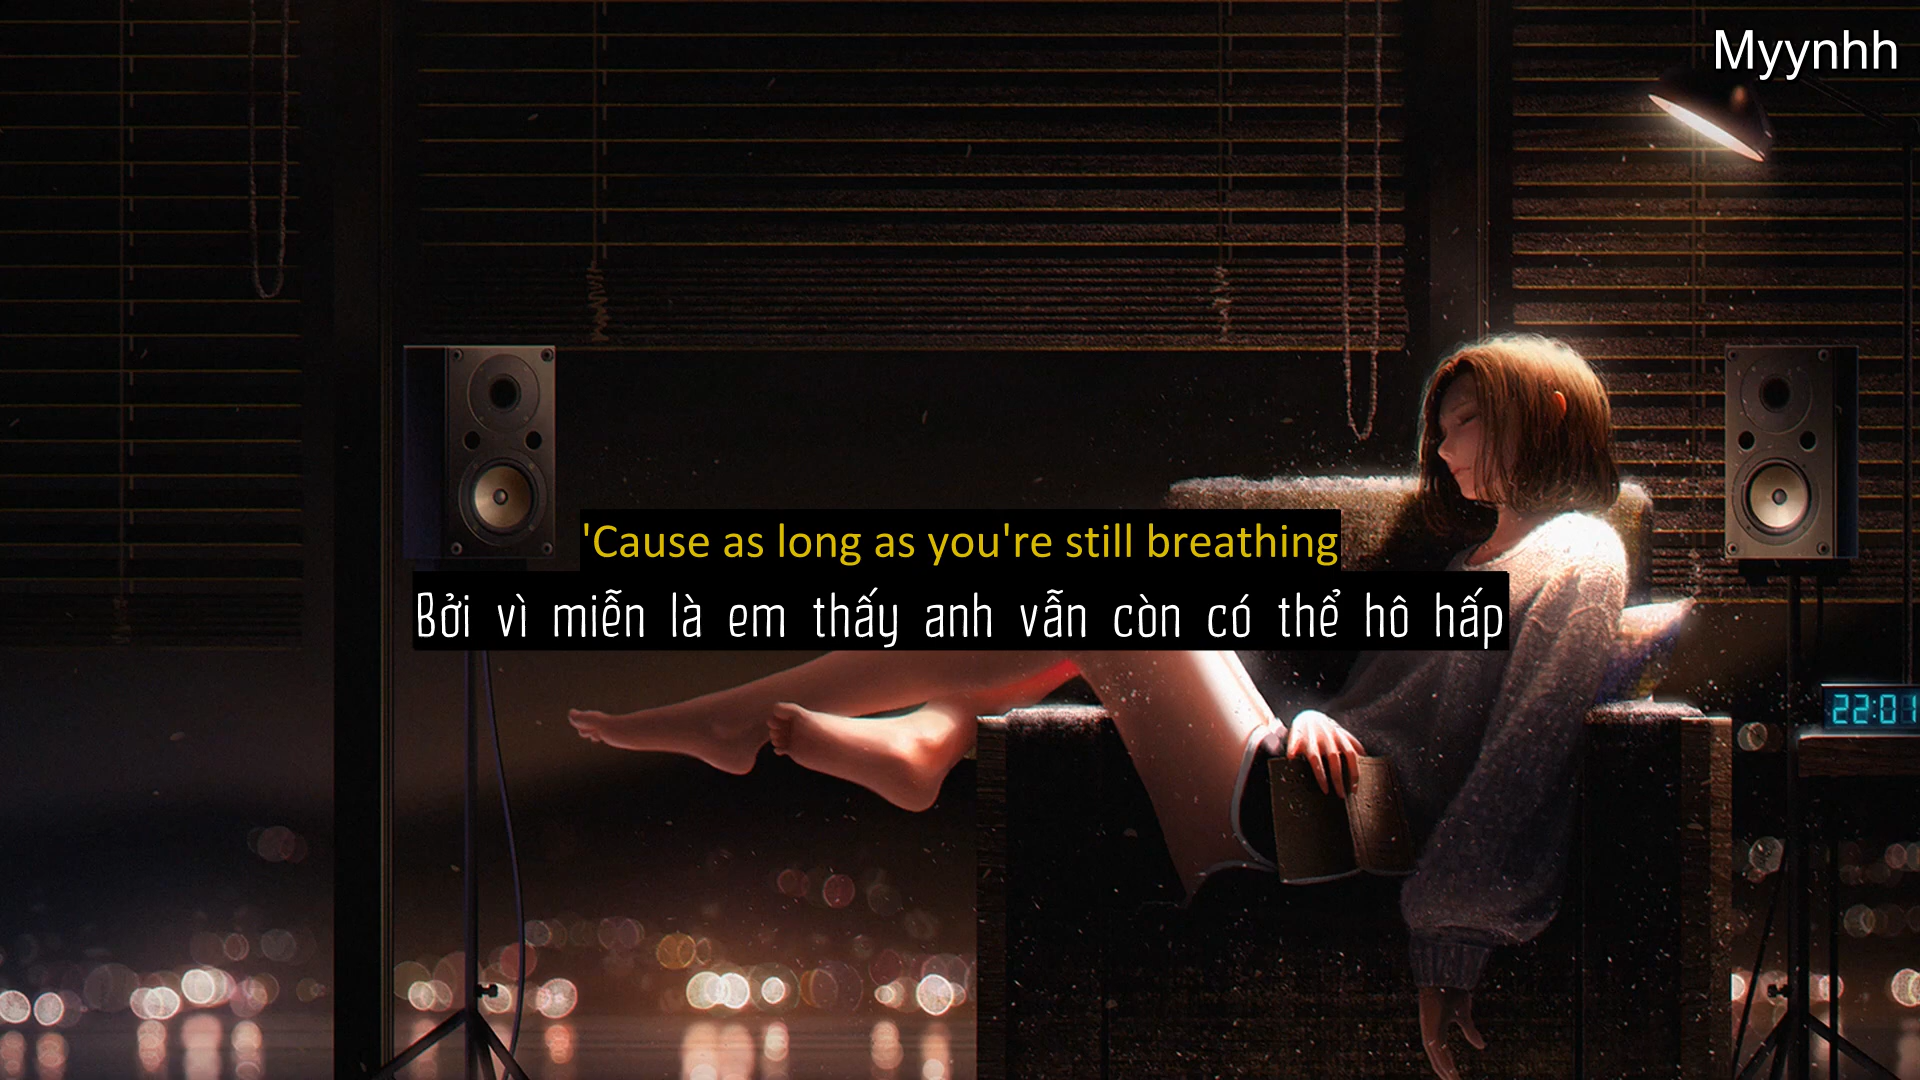 Myynhh
'Cause as long as you're still breathing
Bởi vì miễn là em thấy anh vẫn còn có thể hô hấp
22:01